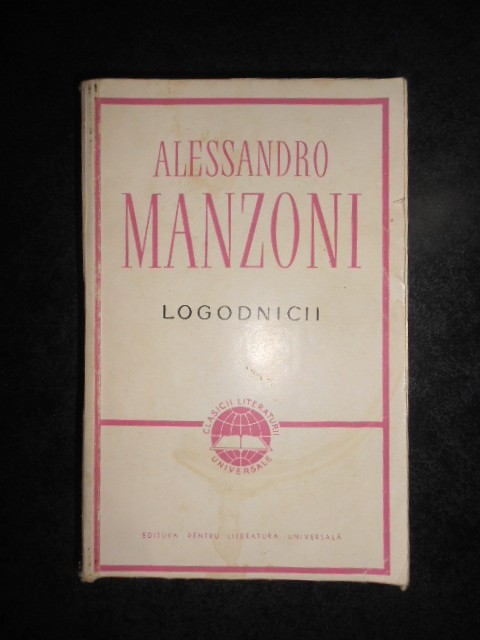 ALESSANDRO
MANZONI
LOGODNICII
CLASICII LITERATURII
UNIVERSALE
EDITURA PENTRU LITERATURA UNIVERSALĂ